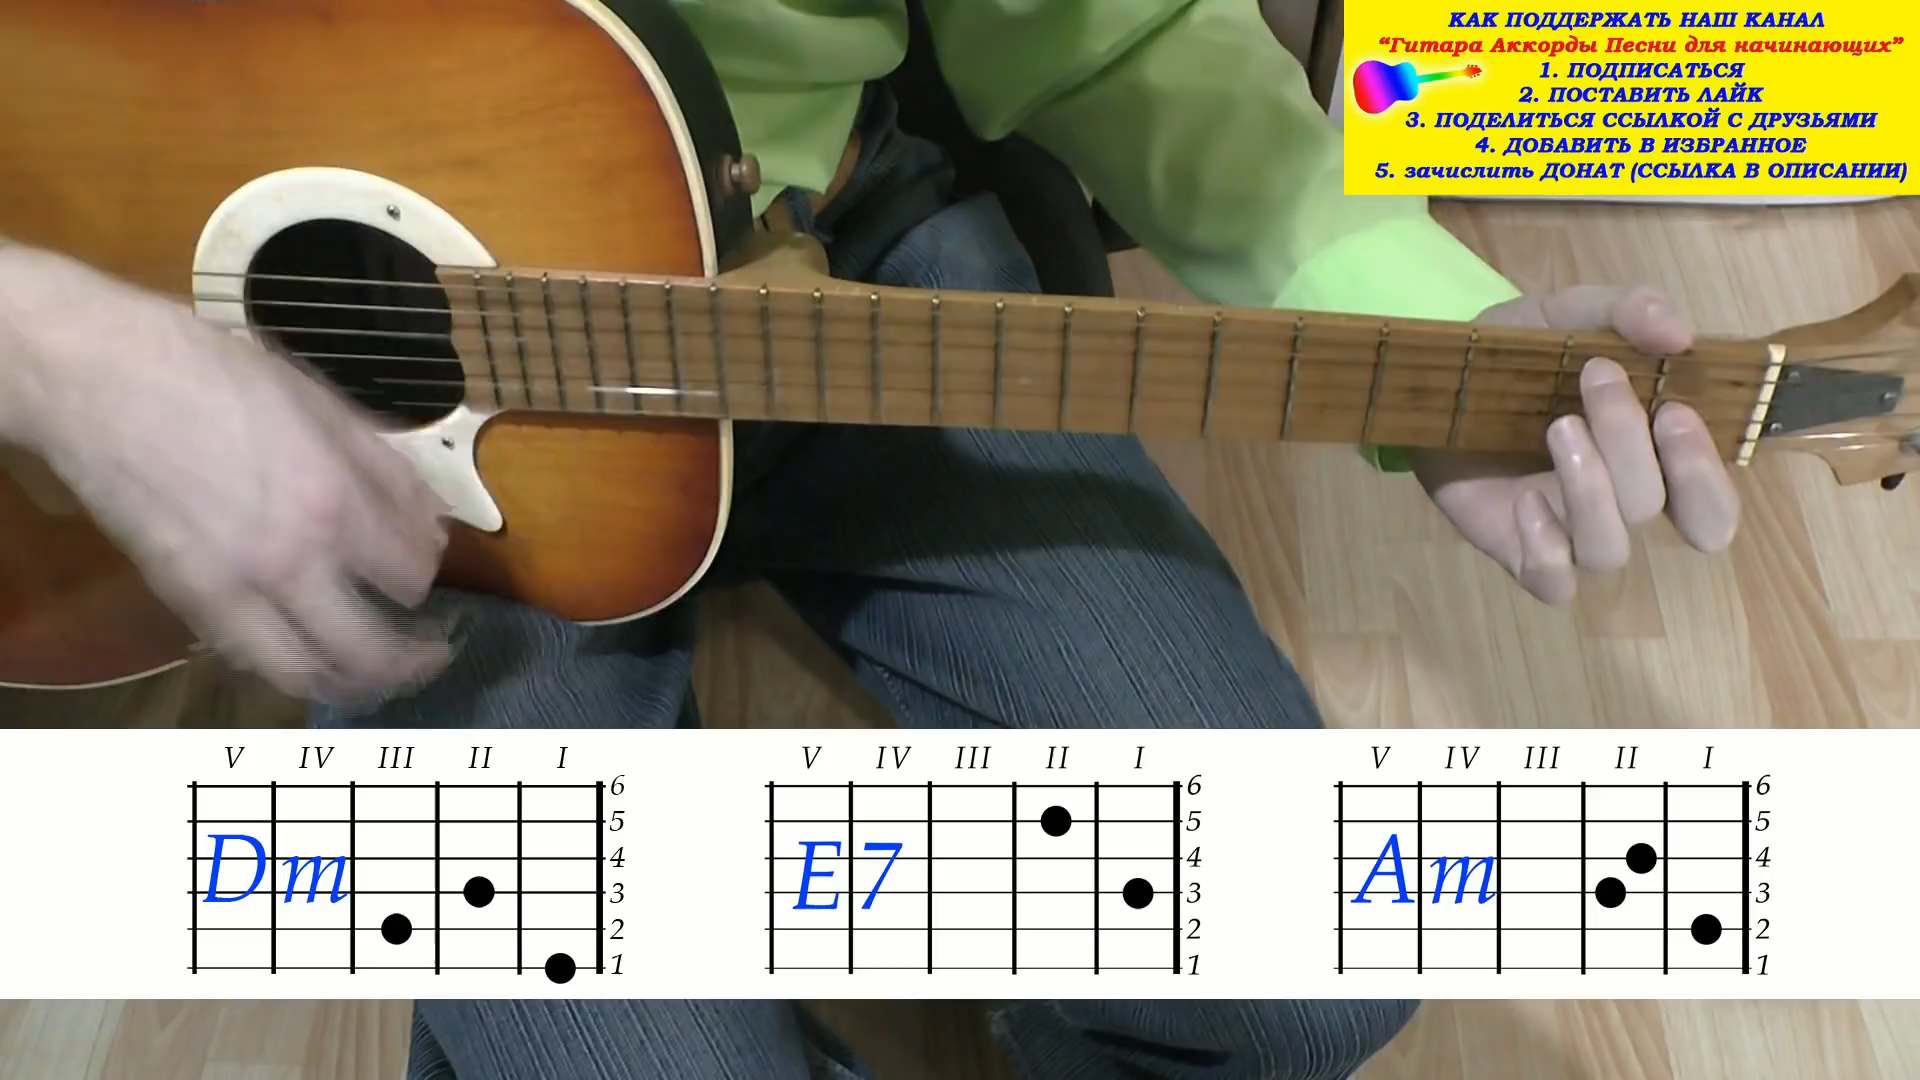 КАК ПОДДЕРЖАТЬ НАШ КАНАЛ
“Гитара Аккорды Песни для начинающих”
1. ПОДПИСАТЬСЯ
2. ПОСТАВИТЬ ЛАЙК
3. ПОДЕЛИТЬСЯ ССЫЛКОЙ С ДРУЗЬЯМИ
4. ДОБАВИТЬ В ИЗБРАННОЕ
5. зачислить ДОНАТ (ССЫЛКА В ОПИСАНИИ)
V IV III II I
6
5
4
3
2
1
Dm
V IV III II I
6
5
4
3
2
1
E7
V IV III II I
6
5
4
3
2
1
Am